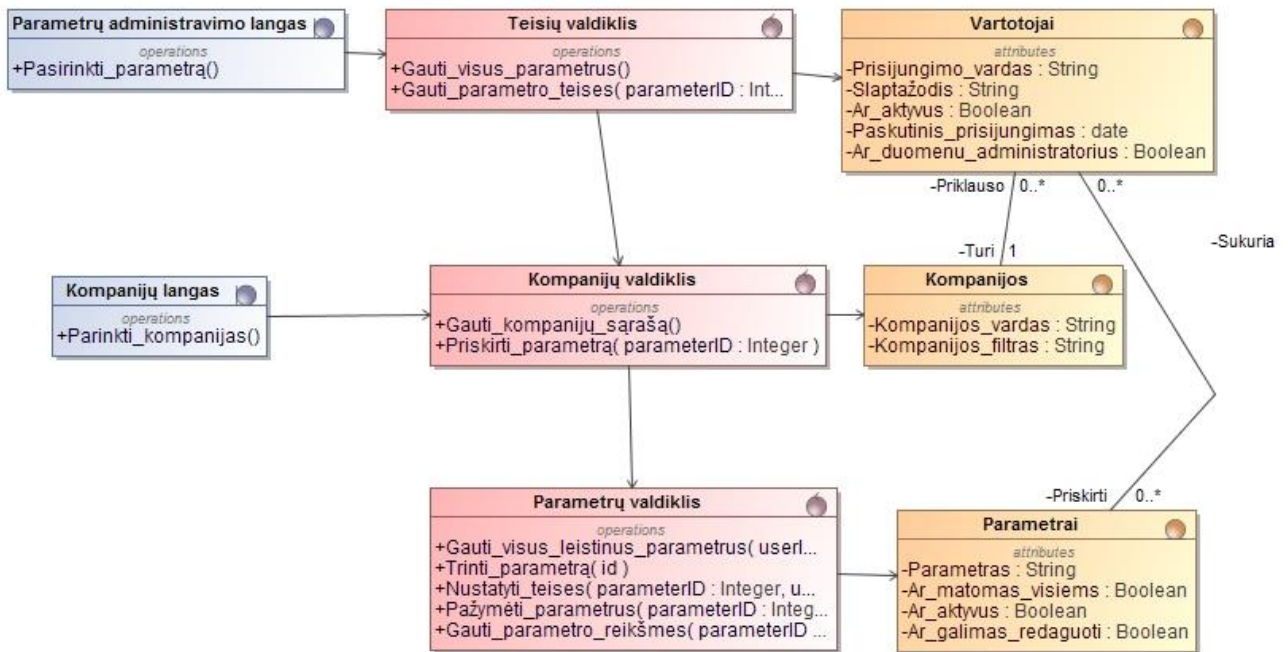 Parametrų administravimo langas
operations
+Pasirinkti_parametrą()
Teisių valdiklis
operations
+Gauti_visus_parametrus()
+Gauti_parametro_teises( parameterID : Int...
Vartotojai
attributes
-Prisijungimo_vardas : String
-Slaptažodis : String
-Ar_aktyvus : Boolean
-Paskutinis_prisijungimas : date
-Ar_duomenu_administratorius : Boolean
-Priklauso 0..*
0..*
-Sukuria
-Turi 1
Kompanijų langas
operations
+Parinkti_kompanijas()
Kompanijų valdiklis
operations
+Gauti_kompanijų_sąrašą()
+Priskirti_parametrą( parameterID : Integer )
Kompanijos
attributes
-Kompanijos_vardas : String
-Kompanijos_filtras : String
-Priskirti 0..*
Parametrų valdiklis
operations
+Gauti_visus_leistinus_parametrus( userI...
+Trinti_parametrą( id )
+Nustatyti_teises( parameterID : Integer, u...
+Pažymėti_parametrus( parameterID : Integ...
+Gauti_parametro_reikšmes( parameterID ...
Parametrai
attributes
-Parametras : String
-Ar_matomas_visiems : Boolean
-Ar_aktyvus : Boolean
-Ar_galimas_redaguoti : Boolean